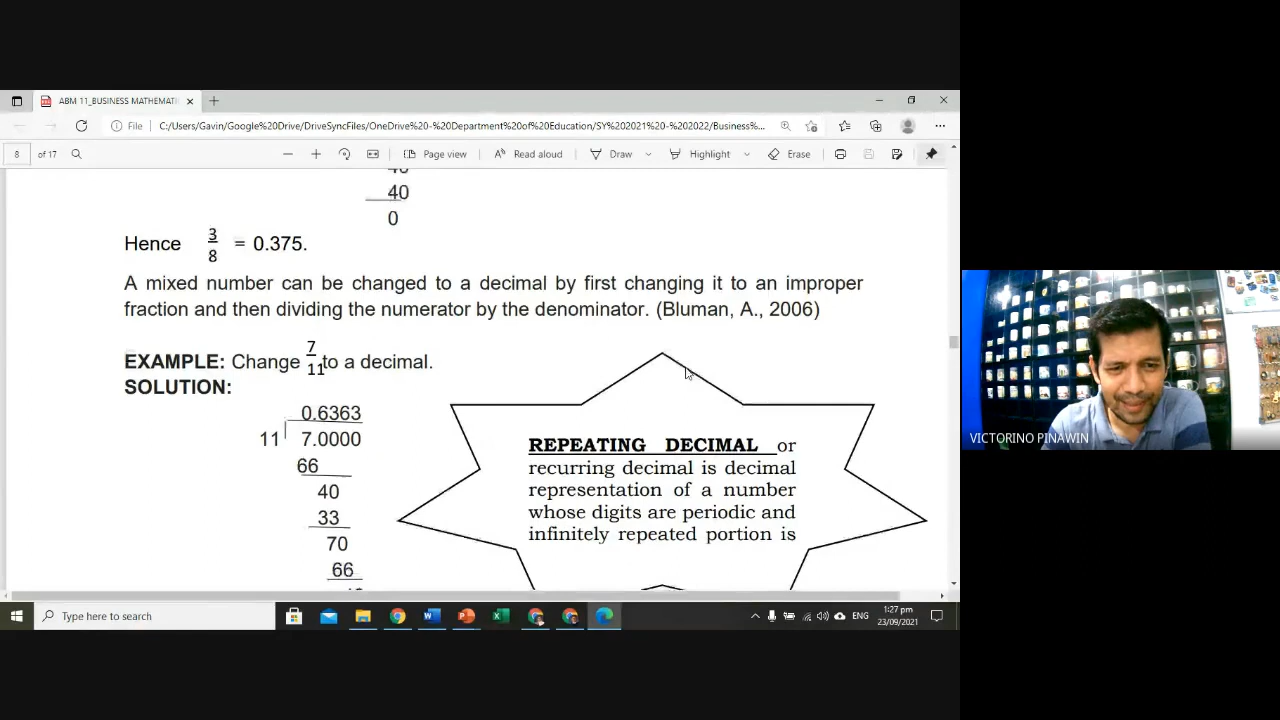 ABM 11_BUSINESS MATHEMATI
File C:/Users/Gavin/Google%20Drive/DriveSyncFiles/OneDrive%20-%20Department%20of%20Education/SY%202021%20-%202022/Business%...
8 of 17 Page view Read aloud Draw Highlight Erase
40
40
0
Hence 3/8 = 0.375.
A mixed number can be changed to a decimal by first changing it to an improper
fraction and then dividing the numerator by the denominator. (Bluman, A., 2006)
EXAMPLE: Change 7/11 to a decimal.
SOLUTION:
0.6363
11 7.0000
66
40
33
70
66
REPEATING DECIMAL or
recurring decimal is decimal
representation of a number
whose digits are periodic and
infinitely repeated portion is
VICTORINO PINAWIN
Type here to search
ENG
1:27 pm
23/09/2021